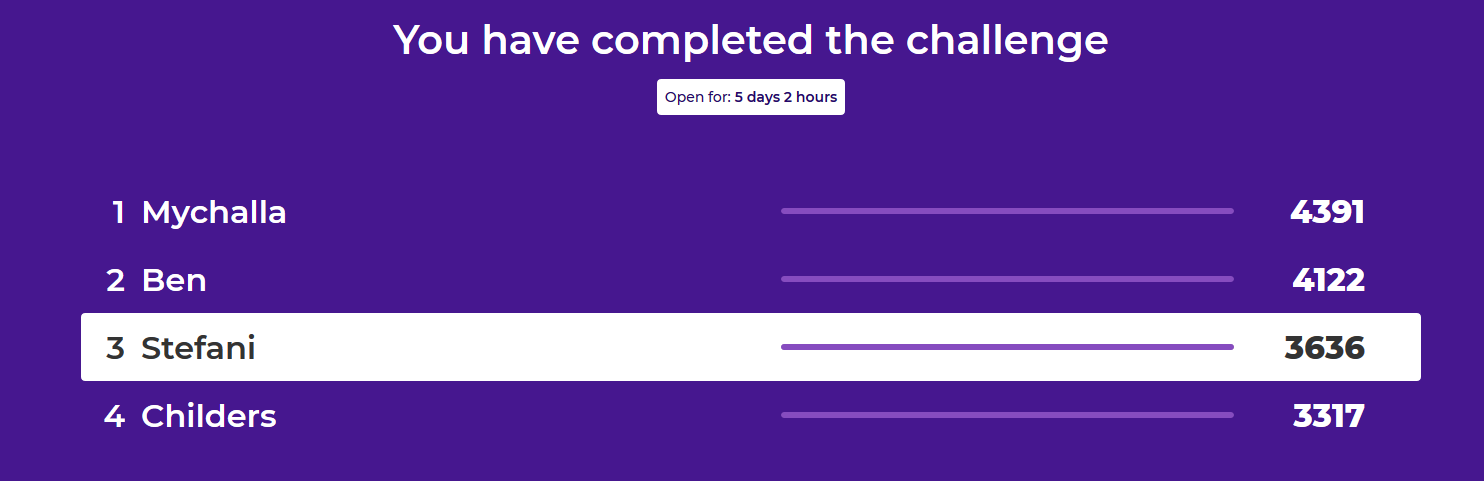 You have completed the challenge
Open for: 5 days 2 hours
1 Mychalla 4391
2 Ben 4122
3 Stefani 3636
4 Childers 3317